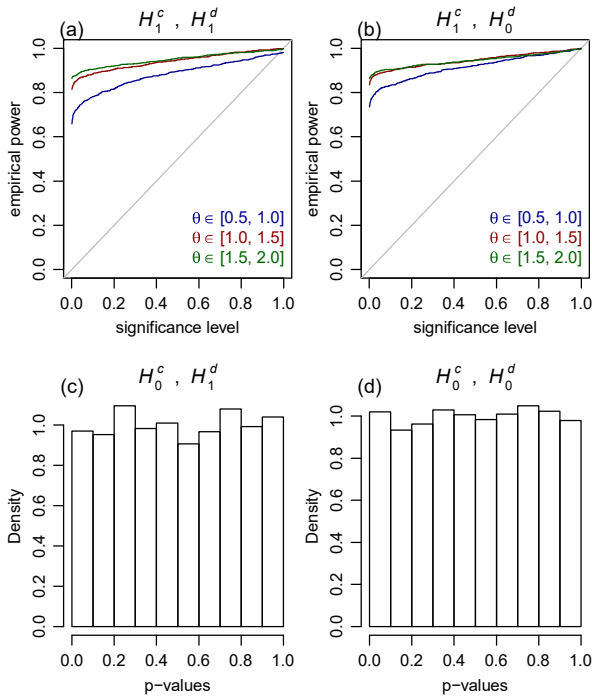 (a) H₁ᶜ , H₁ᵈ
empirical power
0.0 0.2 0.4 0.6 0.8 1.0
θ ∈ [0.5, 1.0]
θ ∈ [1.0, 1.5]
θ ∈ [1.5, 2.0]
0.0 0.2 0.4 0.6 0.8 1.0
significance level
(b) H₁ᶜ , H₀ᵈ
empirical power
0.0 0.2 0.4 0.6 0.8 1.0
θ ∈ [0.5, 1.0]
θ ∈ [1.0, 1.5]
θ ∈ [1.5, 2.0]
0.0 0.2 0.4 0.6 0.8 1.0
significance level
(c) H₀ᶜ , H₁ᵈ
Density
0.0 0.2 0.4 0.6 0.8 1.0
0.0 0.2 0.4 0.6 0.8 1.0
p−values
(d) H₀ᶜ , H₀ᵈ
Density
0.0 0.2 0.4 0.6 0.8 1.0
0.0 0.2 0.4 0.6 0.8 1.0
p−values